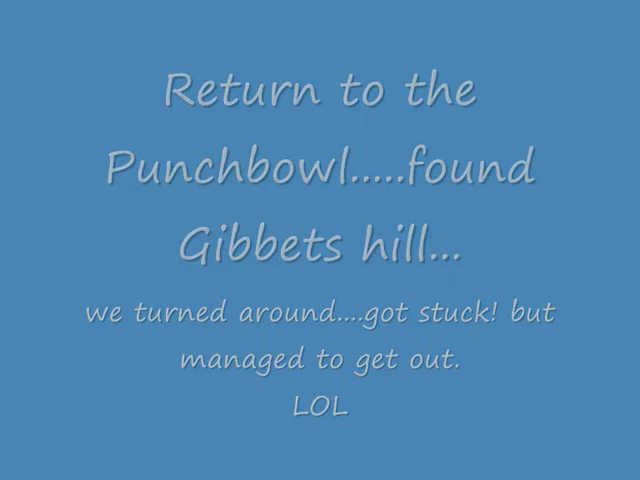 Return to the
Punchbowl.....found
Gibbets hill...
we turned around....got stuck! but
managed to get out.
LOL